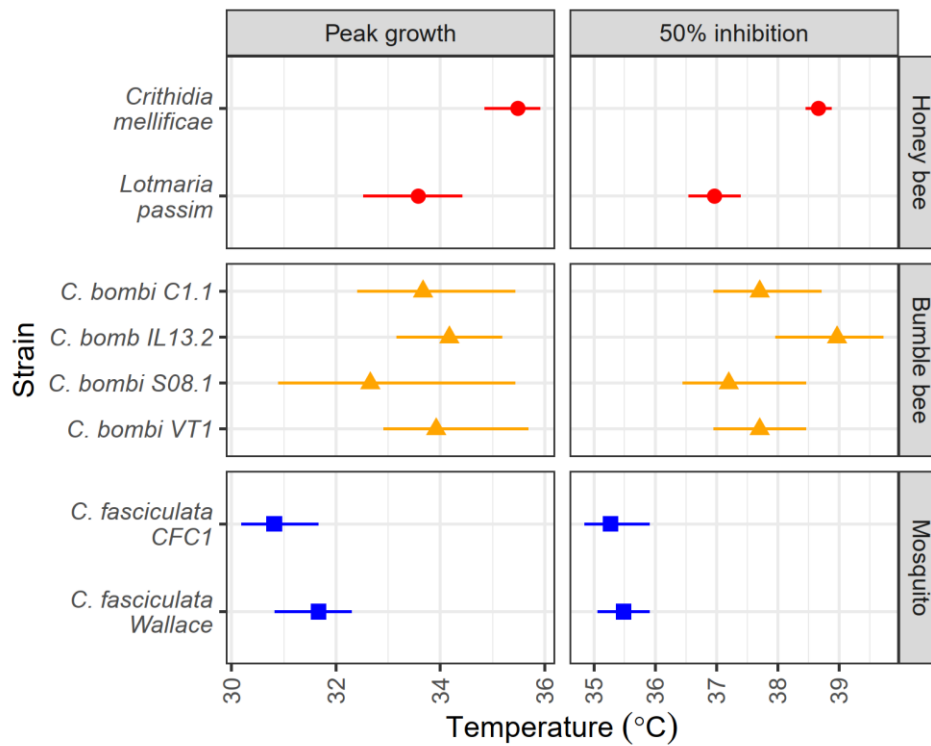 Peak growth
50% inhibition
Crithidia
mellificae
Lotmaria
passim
Honey bee
C. bombi C1.1
C. bomb IL13.2
C. bombi S08.1
C. bombi VT1
Bumble bee
C. fasciculata
CFC1
C. fasciculata
Wallace
Mosquito
Strain
30 32 34 36 35 36 37 38 39
Temperature (°C)